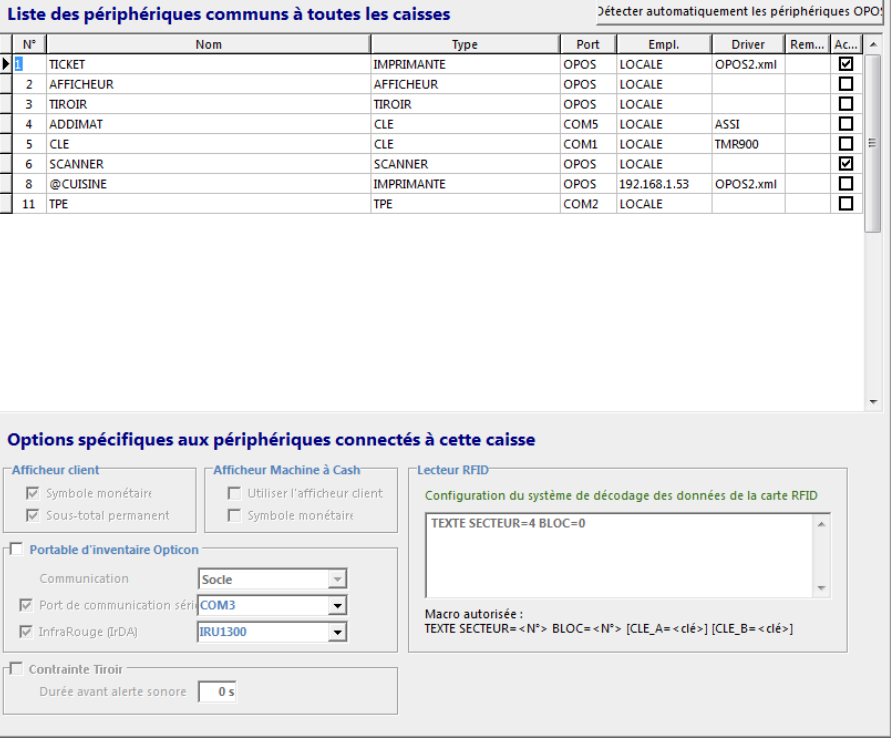 Liste des périphériques communs à toutes les caisses
Détecter automatiquement les périphériques OPOS
N° Nom Type Port Empl. Driver Rem... Ac...
1 TICKET IMPRIMANTE OPOS LOCALE OPOS2.xml
2 AFFICHEUR AFFICHEUR OPOS LOCALE
3 TIROIR TIROIR OPOS LOCALE
4 ADDIMAT CLE COM5 LOCALE ASSI
5 CLE CLE COM1 LOCALE TMR900
6 SCANNER SCANNER OPOS LOCALE
8 @CUISINE IMPRIMANTE OPOS 192.168.1.53 OPOS2.xml
11 TPE TPE COM2 LOCALE
Options spécifiques aux périphériques connectés à cette caisse
Afficheur client
Symbole monétaire
Sous-total permanent
Afficheur Machine à Cash
Utiliser l'afficheur client
Symbole monétaire
Portable d'inventaire Opticon
Communication Socle
Port de communication séri COM3
InfraRouge (IrDA) IRU1300
Contrainte Tiroir
Durée avant alerte sonore 0 s
Lecteur RFID
Configuration du système de décodage des données de la carte RFID
TEXTE SECTEUR=4 BLOC=0
Macro autorisée :
TEXTE SECTEUR=<N°> BLOC=<N°> [CLE_A=<clé>] [CLE_B=<clé>]